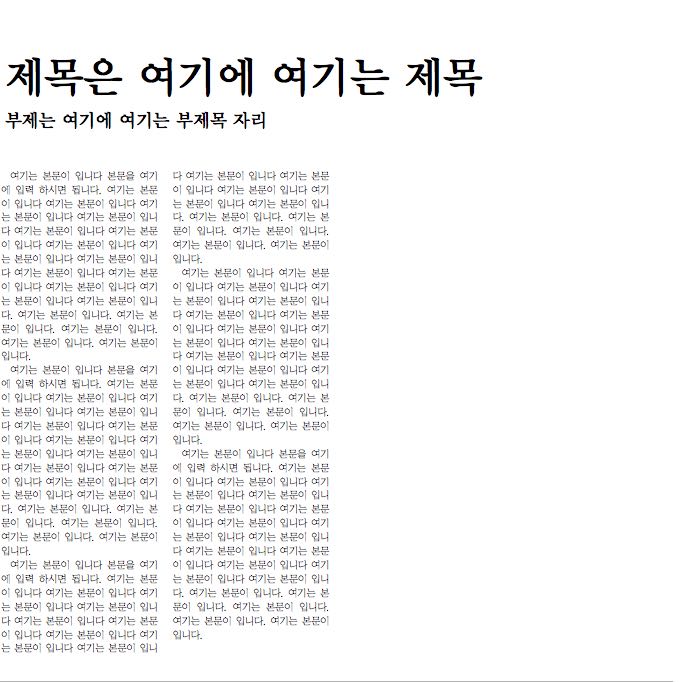 제목은 여기에 여기는 제목
부제는 여기에 여기는 부제목 자리
여기는 본문이 입니다 본문을 여기
에 입력 하시면 됩니다. 여기는 본문
이 입니다 여기는 본문이 입니다 여기
는 본문이 입니다 여기는 본문이 입니
다 여기는 본문이 입니다 여기는 본문
이 입니다 여기는 본문이 입니다 여기
는 본문이 입니다 여기는 본문이 입니
다 여기는 본문이 입니다 여기는 본문
이 입니다 여기는 본문이 입니다 여기
는 본문이 입니다 여기는 본문이 입니
다. 여기는 본문이 입니다. 여기는 본
문이 입니다. 여기는 본문이 입니다.
여기는 본문이 입니다. 여기는 본문이
입니다.
여기는 본문이 입니다 본문을 여기
에 입력 하시면 됩니다. 여기는 본문
이 입니다 여기는 본문이 입니다 여기
는 본문이 입니다 여기는 본문이 입니
다 여기는 본문이 입니다 여기는 본문
이 입니다 여기는 본문이 입니다 여기
는 본문이 입니다 여기는 본문이 입니
다 여기는 본문이 입니다 여기는 본문
이 입니다 여기는 본문이 입니다 여기
는 본문이 입니다 여기는 본문이 입니
다. 여기는 본문이 입니다. 여기는 본
문이 입니다. 여기는 본문이 입니다.
여기는 본문이 입니다. 여기는 본문이
입니다.
여기는 본문이 입니다 본문을 여기
에 입력 하시면 됩니다. 여기는 본문
이 입니다 여기는 본문이 입니다 여기
는 본문이 입니다 여기는 본문이 입니
다 여기는 본문이 입니다 여기는 본문
이 입니다 여기는 본문이 입니다 여기
는 본문이 입니다 여기는 본문이 입니
다 여기는 본문이 입니다 여기는 본문
이 입니다 여기는 본문이 입니다 여기
는 본문이 입니다 여기는 본문이 입니
다. 여기는 본문이 입니다. 여기는 본
문이 입니다. 여기는 본문이 입니다.
여기는 본문이 입니다. 여기는 본문이
입니다.
여기는 본문이 입니다 여기는 본문
이 입니다 여기는 본문이 입니다 여기
는 본문이 입니다 여기는 본문이 입니
다 여기는 본문이 입니다 여기는 본문
이 입니다 여기는 본문이 입니다 여기
는 본문이 입니다 여기는 본문이 입니
다 여기는 본문이 입니다 여기는 본문
이 입니다 여기는 본문이 입니다 여기
는 본문이 입니다 여기는 본문이 입니
다. 여기는 본문이 입니다. 여기는 본
문이 입니다. 여기는 본문이 입니다.
여기는 본문이 입니다. 여기는 본문이
입니다.
여기는 본문이 입니다 본문을 여기
에 입력 하시면 됩니다. 여기는 본문
이 입니다 여기는 본문이 입니다 여기
는 본문이 입니다 여기는 본문이 입니
다 여기는 본문이 입니다 여기는 본문
이 입니다 여기는 본문이 입니다 여기
는 본문이 입니다 여기는 본문이 입니
다 여기는 본문이 입니다 여기는 본문
이 입니다 여기는 본문이 입니다 여기
는 본문이 입니다 여기는 본문이 입니
다. 여기는 본문이 입니다. 여기는 본
문이 입니다. 여기는 본문이 입니다.
여기는 본문이 입니다. 여기는 본문이
입니다.